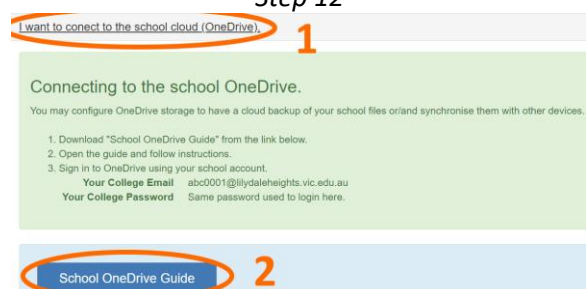 Step 12
I want to conect to the school cloud (OneDrive).
1
Connecting to the school OneDrive.
You may configure OneDrive storage to have a cloud backup of your school files or/and synchronise them with other devices.
1. Download "School OneDrive Guide" from the link below.
2. Open the guide and follow instructions.
3. Sign in to OneDrive using your school account.
Your College Email abc0001@lilydaleheights.vic.edu.au
Your College Password Same password used to login here.
School OneDrive Guide 2